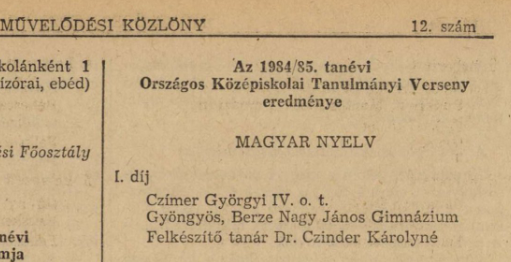 MŰVELŐDÉSI KÖZLÖNY 12. szám
kolánként 1
ízórai, ebéd)
ési Főosztály
névi
mja
Az 1984/85. tanévi
Országos Középiskolai Tanulmányi Verseny
eredménye
MAGYAR NYELV
I. díj
Czímer Györgyi IV. o. t.
Gyöngyös, Berze Nagy János Gimnázium
Felkészítő tanár Dr. Czinder Károlyné